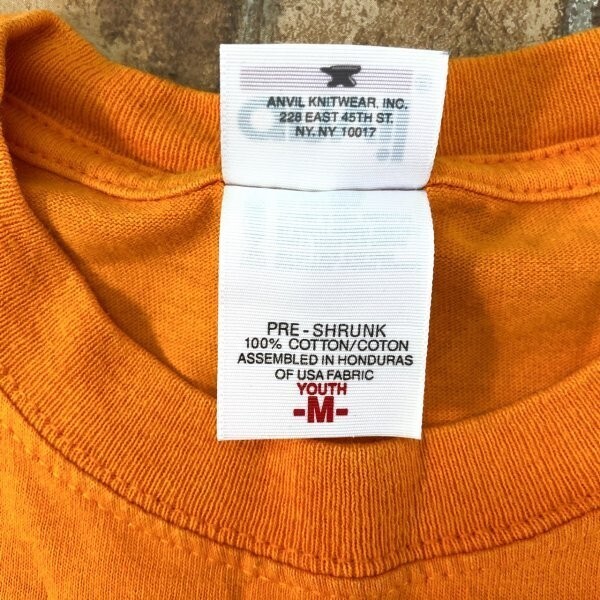 ANVIL KNITWEAR, INC.
228 EAST 45TH ST.
NY, NY 10017
PRE-SHRUNK
100% COTTON/COTON
ASSEMBLED IN HONDURAS
OF USA FABRIC
YOUTH
-M-